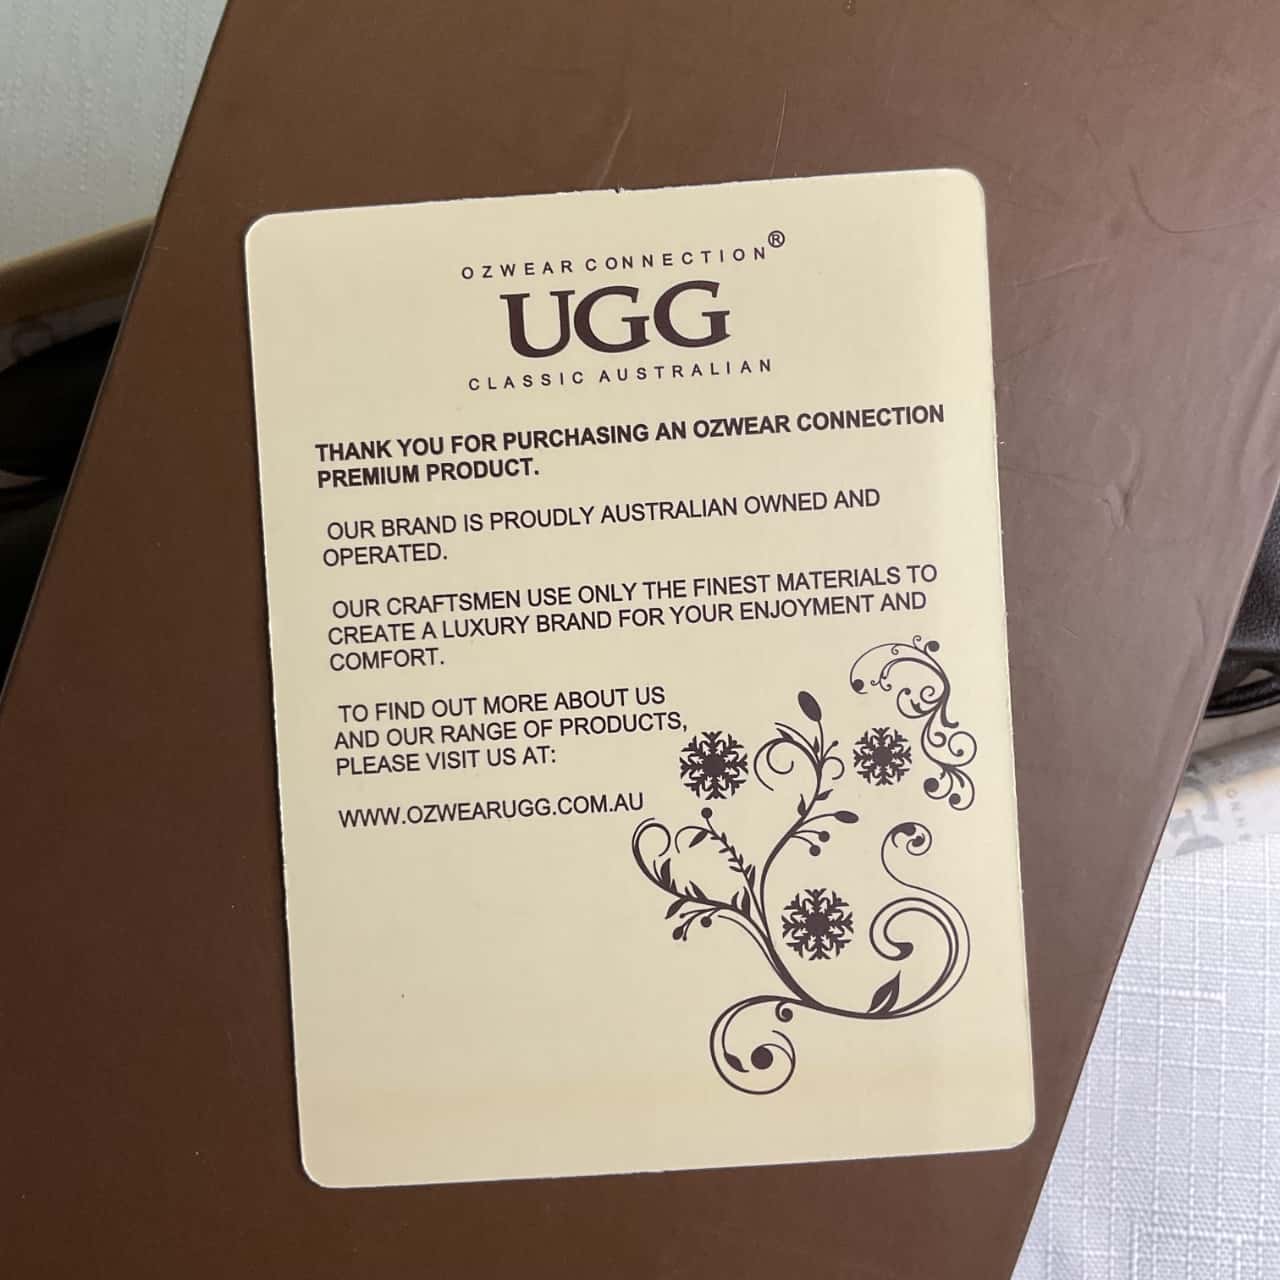 OZWEAR CONNECTION®
UGG
CLASSIC AUSTRALIAN
THANK YOU FOR PURCHASING AN OZWEAR CONNECTION
PREMIUM PRODUCT.
OUR BRAND IS PROUDLY AUSTRALIAN OWNED AND
OPERATED.
OUR CRAFTSMEN USE ONLY THE FINEST MATERIALS TO
CREATE A LUXURY BRAND FOR YOUR ENJOYMENT AND
COMFORT.
TO FIND OUT MORE ABOUT US
AND OUR RANGE OF PRODUCTS,
PLEASE VISIT US AT:
WWW.OZWEARUGG.COM.AU